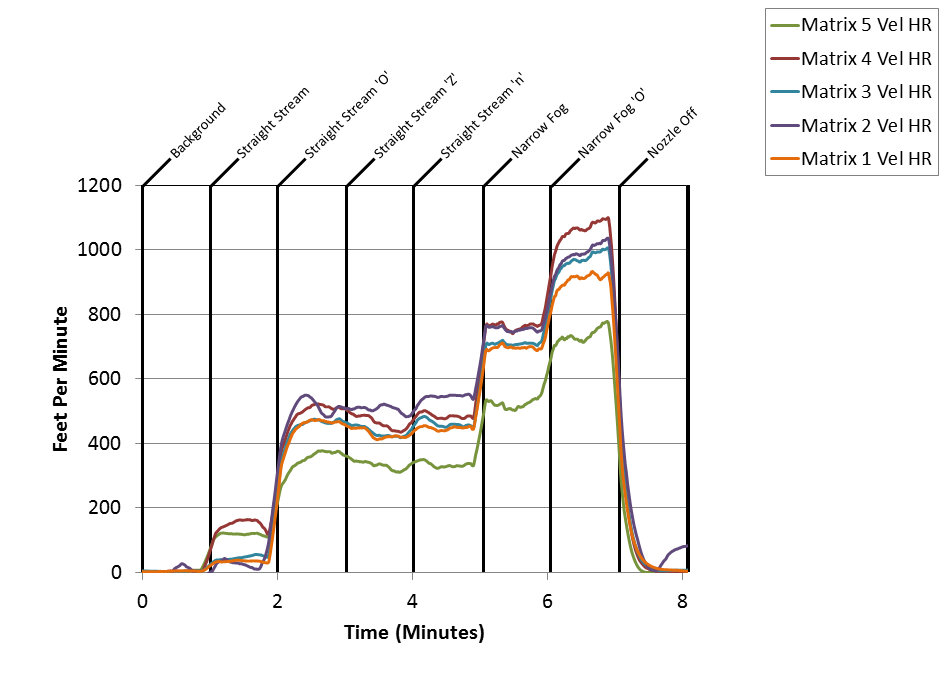 Matrix 5 Vel HR
Matrix 4 Vel HR
Matrix 3 Vel HR
Matrix 2 Vel HR
Matrix 1 Vel HR
Background
Straight Stream
Straight Stream 'O'
Straight Stream 'Z'
Straight Stream 'n'
Narrow Fog
Narrow Fog 'O'
Nozzle Off
1200
1000
800
600
400
200
0
Feet Per Minute
0 2 4 6 8
Time (Minutes)